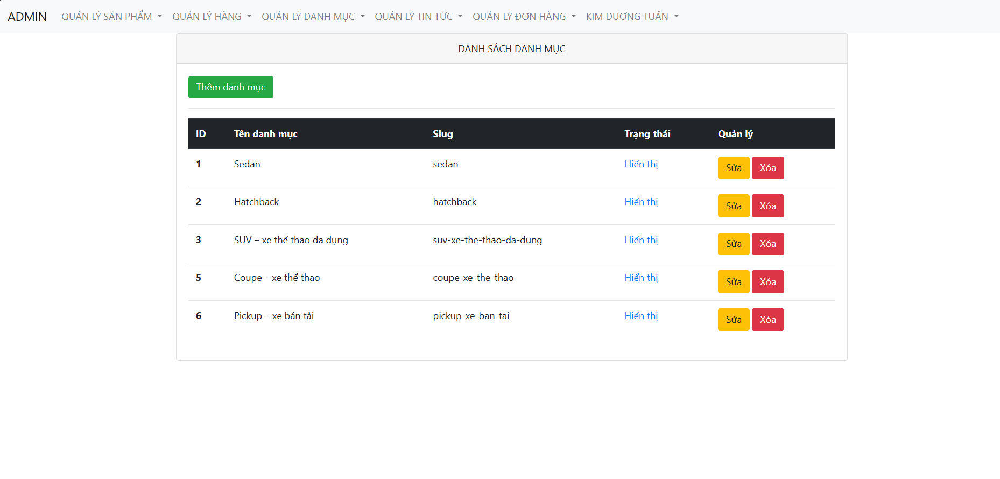 ADMIN QUẢN LÝ SẢN PHẨM QUẢN LÝ HÃNG QUẢN LÝ DANH MỤC QUẢN LÝ TIN TỨC QUẢN LÝ ĐƠN HÀNG KIM DƯƠNG TUẤN
DANH SÁCH DANH MỤC
Thêm danh mục
ID Tên danh mục Slug Trạng thái Quản lý
1 Sedan sedan Hiển thị Sửa Xóa
2 Hatchback hatchback Hiển thị Sửa Xóa
3 SUV – xe thể thao đa dụng suv-xe-the-thao-da-dung Hiển thị Sửa Xóa
5 Coupe – xe thể thao coupe-xe-the-thao Hiển thị Sửa Xóa
6 Pickup – xe bán tải pickup-xe-ban-tai Hiển thị Sửa Xóa